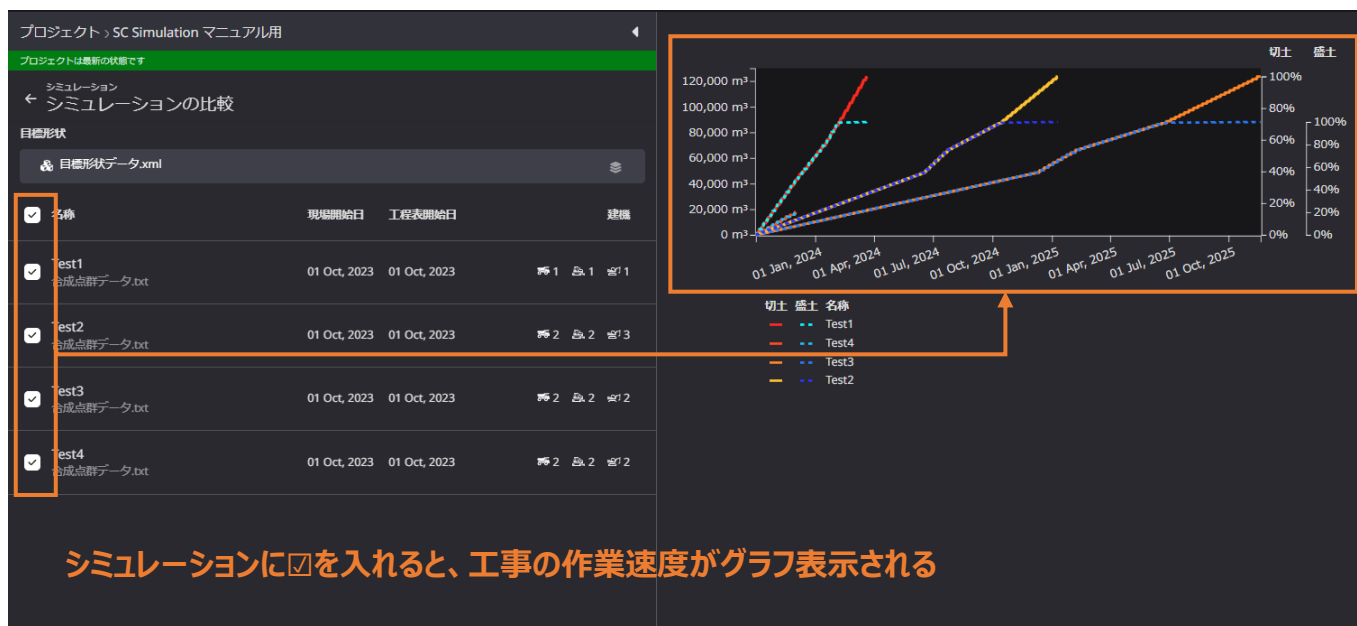 プロジェクト › SC Simulation マニュアル用
プロジェクトは最新の状態です
シミュレーション
← シミュレーションの比較
目標形状
目標形状データ.xml
名称 現場開始日 工程表開始日 建機
Test1 01 Oct, 2023 01 Oct, 2023 1 1 1
合成点群データ.txt
Test2 01 Oct, 2023 01 Oct, 2023 2 2 3
合成点群データ.txt
Test3 01 Oct, 2023 01 Oct, 2023 2 2 2
合成点群データ.txt
Test4 01 Oct, 2023 01 Oct, 2023 2 2 2
合成点群データ.txt
切土 盛土
120,000 m³
100,000 m³
80,000 m³
60,000 m³
40,000 m³
20,000 m³
0 m³
100%
80%
60%
40%
20%
0%
100%
80%
60%
40%
20%
0%
01 Jan, 2024
01 Apr, 2024
01 Jul, 2024
01 Oct, 2024
01 Jan, 2025
01 Apr, 2025
01 Jul, 2025
01 Oct, 2025
切土 盛土 名称
Test1
Test4
Test3
Test2
シミュレーションに☑を入れると、工事の作業速度がグラフ表示される